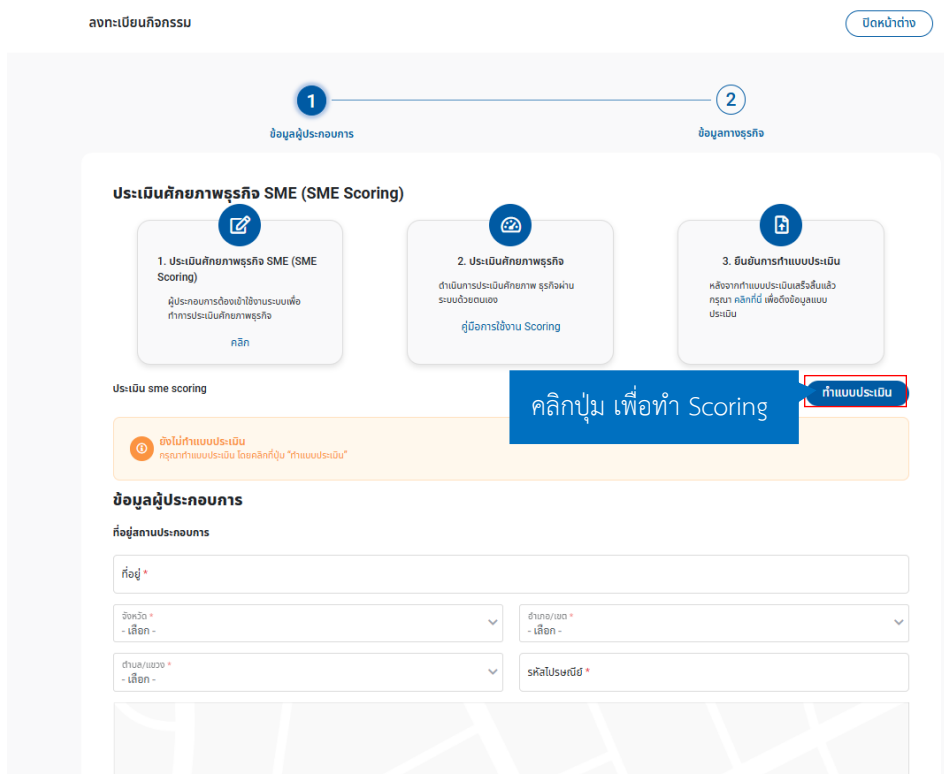 ลงทะเบียนกิจกรรม
ปิดหน้าต่าง
1
2
ข้อมูลผู้ประกอบการ
ข้อมูลทางธุรกิจ
ประเมินศักยภาพธุรกิจ SME (SME Scoring)
1. ประเมินศักยภาพธุรกิจ SME (SME
Scoring)
ผู้ประกอบการต้องเข้าใช้งานระบบเพื่อ
ทำการประเมินศักยภาพธุรกิจ
คลิก
2. ประเมินศักยภาพธุรกิจ
ดำเนินการประเมินศักยภาพ ธุรกิจผ่าน
ระบบด้วยตนเอง
คู่มือการใช้งาน Scoring
3. ยืนยันการทำแบบประเมิน
หลังจากทำแบบประเมินเสร็จสิ้นแล้ว
กรุณา คลิกที่นี่ เพื่อดึงข้อมูลแบบ
ประเมิน
ประเมิน sme scoring
คลิกปุ่ม เพื่อทำ Scoring
ทำแบบประเมิน
ยังไม่ทำแบบประเมิน
กรุณาทำแบบประเมิน โดยคลิกที่ปุ่ม "ทำแบบประเมิน"
ข้อมูลผู้ประกอบการ
ที่อยู่สถานประกอบการ
ที่อยู่ *
จังหวัด *
- เลือก -
อำเภอ/เขต *
- เลือก -
ตำบล/แขวง *
- เลือก -
รหัสไปรษณีย์ *